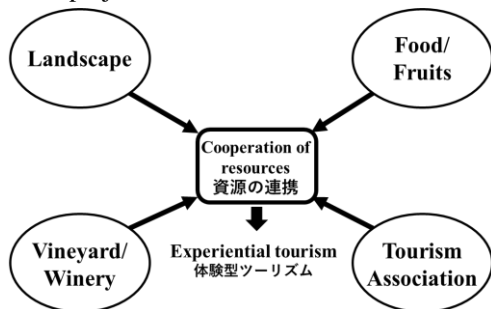 Landscape
Food/
Fruits
Cooperation of
resources
資源の連携
Vineyard/
Winery
Experiential tourism
体験型ツーリズム
Tourism
Association